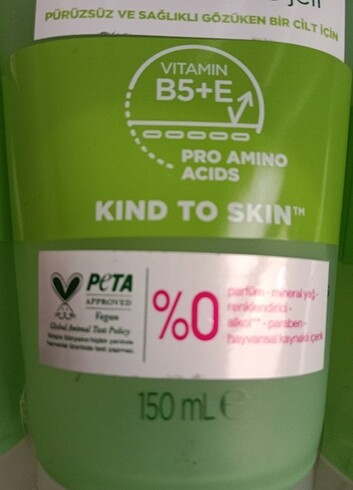 jeli
PÜRÜZSÜZ VE SAĞLIKLI GÖZÜKEN BİR CİLT İÇİN
VITAMIN
B5+E
PRO AMINO
ACIDS
KIND TO SKIN™
PeTA
APPROVED
Vegan
Global Animal Test Policy
%0
parfüm - mineral yağ -
renklendirici -
alkol** - paraben -
hayvansal kaynaklı içerik
150 mL e